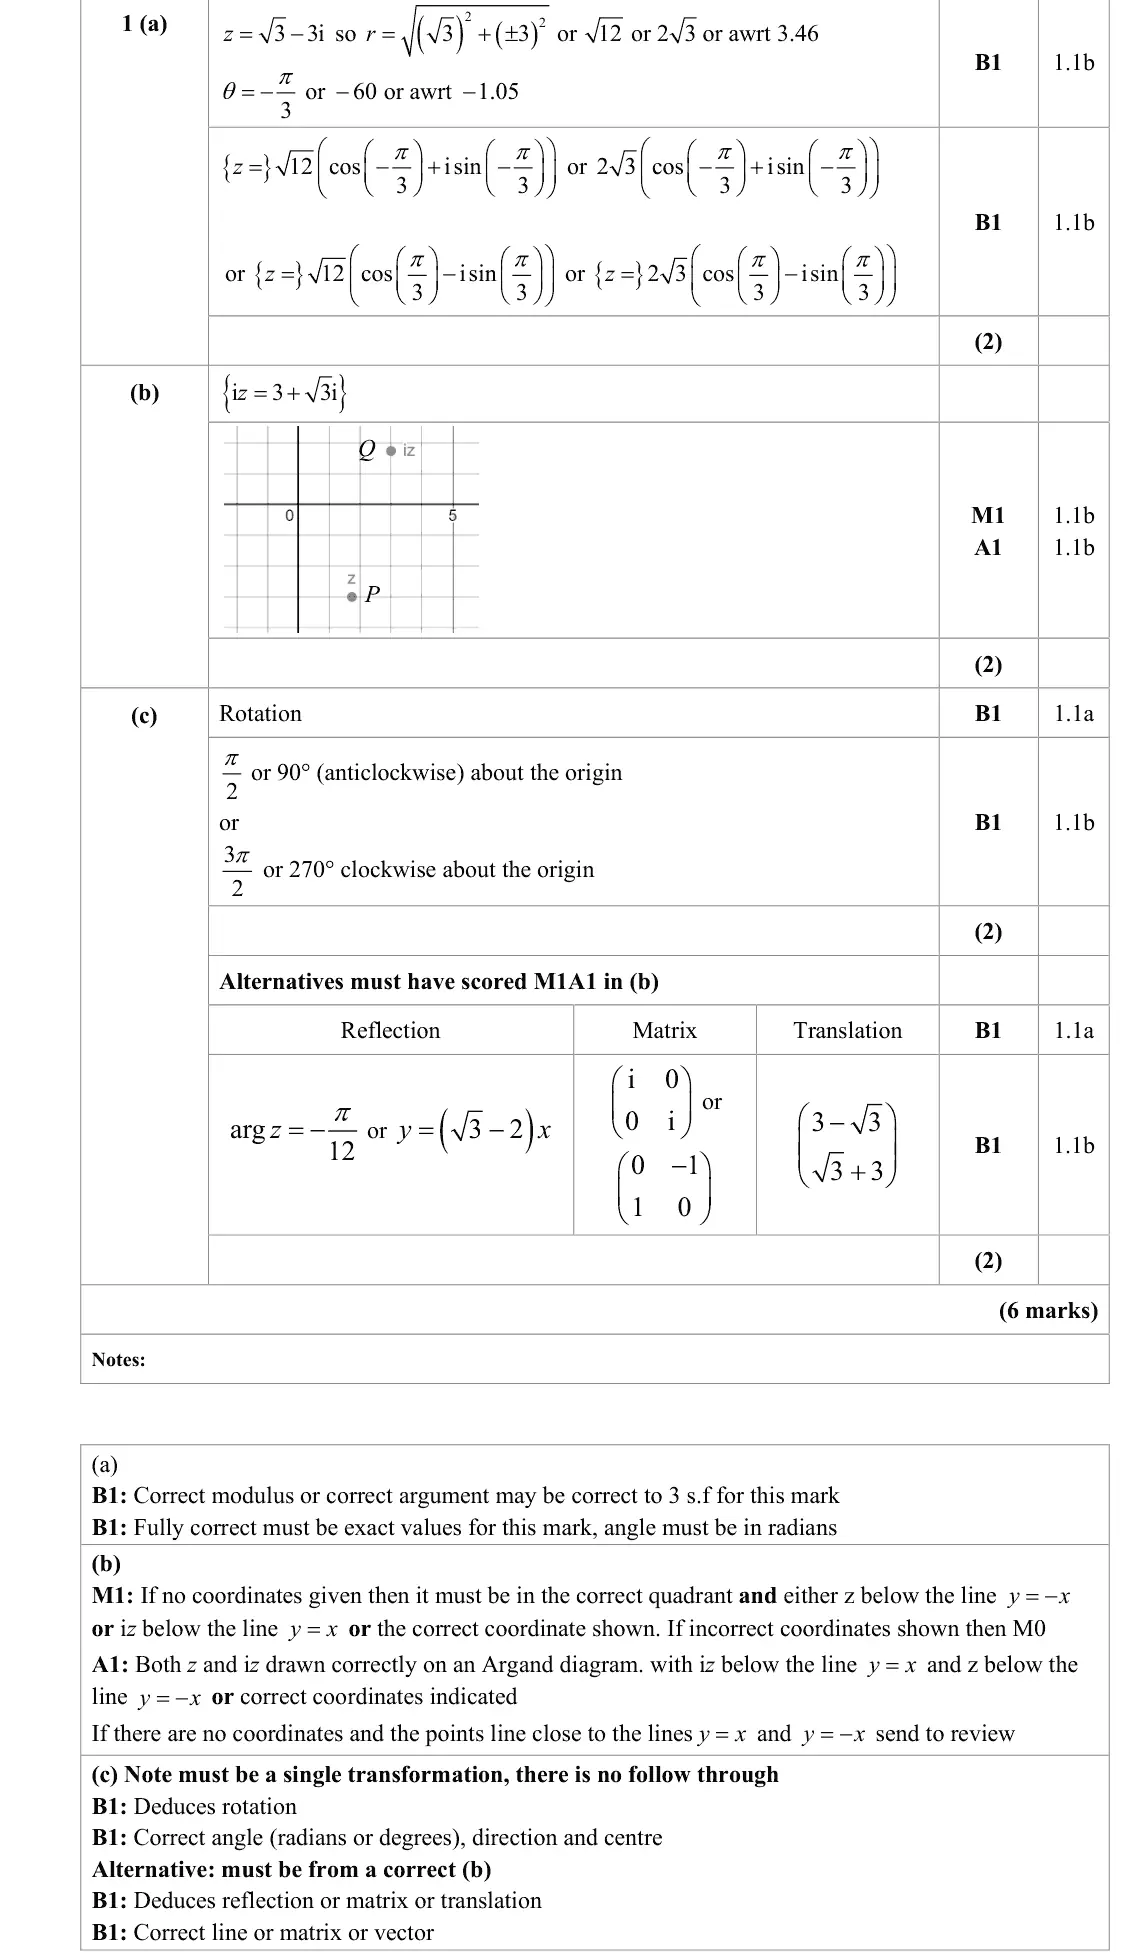 1 (a)
z = √3 – 3i so r = √((√3)² + (±3)²) or √12 or 2√3 or awrt 3.46
θ = –π/3 or – 60 or awrt –1.05
B1 1.1b
{z =} √12 (cos(–π/3) + i sin(–π/3)) or 2√3 (cos(–π/3) + i sin(–π/3))
or {z =} √12 (cos(π/3) – i sin(π/3)) or {z =} 2√3 (cos(π/3) – i sin(π/3))
B1 1.1b
(2)
(b) {iz = 3 + √3i}
Q iz
0 5
z
P
M1 1.1b
A1 1.1b
(2)
(c) Rotation B1 1.1a
π/2 or 90° (anticlockwise) about the origin
or
3π/2 or 270° clockwise about the origin
B1 1.1b
(2)
Alternatives must have scored M1A1 in (b)
Reflection Matrix Translation B1 1.1a
arg z = –π/12 or y = (√3 – 2)x
(i 0
0 i) or
(0 –1
1 0)
(3 – √3
√3 + 3)
B1 1.1b
(2)
(6 marks)
Notes:
(a)
B1: Correct modulus or correct argument may be correct to 3 s.f for this mark
B1: Fully correct must be exact values for this mark, angle must be in radians
(b)
M1: If no coordinates given then it must be in the correct quadrant and either z below the line y = –x
or iz below the line y = x or the correct coordinate shown. If incorrect coordinates shown then M0
A1: Both z and iz drawn correctly on an Argand diagram. with iz below the line y = x and z below the
line y = –x or correct coordinates indicated
If there are no coordinates and the points line close to the lines y = x and y = –x send to review
(c) Note must be a single transformation, there is no follow through
B1: Deduces rotation
B1: Correct angle (radians or degrees), direction and centre
Alternative: must be from a correct (b)
B1: Deduces reflection or matrix or translation
B1: Correct line or matrix or vector